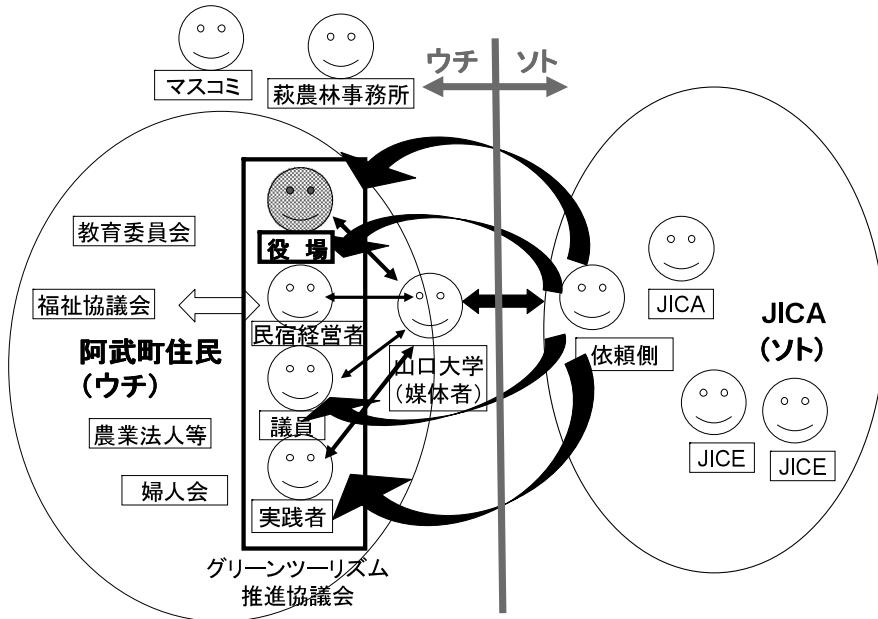 マスコミ
萩農林事務所
ウチ
ソト
教育委員会
役 場
福祉協議会
民宿経営者
阿武町住民
(ウチ)
山口大学
(媒体者)
依頼側
JICA
JICA
(ソト)
議員
農業法人等
JICE
JICE
婦人会
実践者
グリーンツーリズム
推進協議会